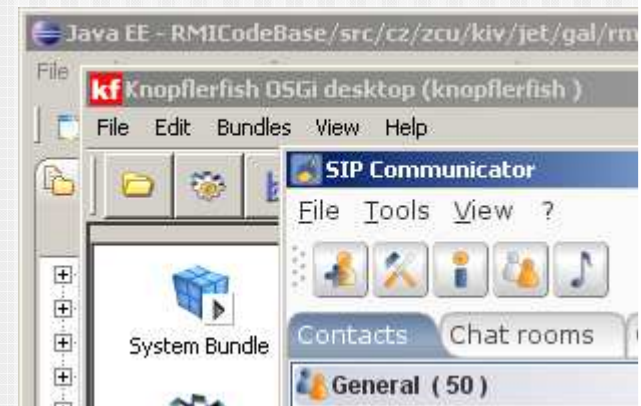 Java EE - RMICodeBase/src/cz/zcu/kiv/jet/gal/rm
File
kf Knopflerfish OSGi desktop (knopflerfish )
File Edit Bundles View Help
SIP Communicator
File Tools View ?
System Bundle
Contacts Chat rooms
General (50)